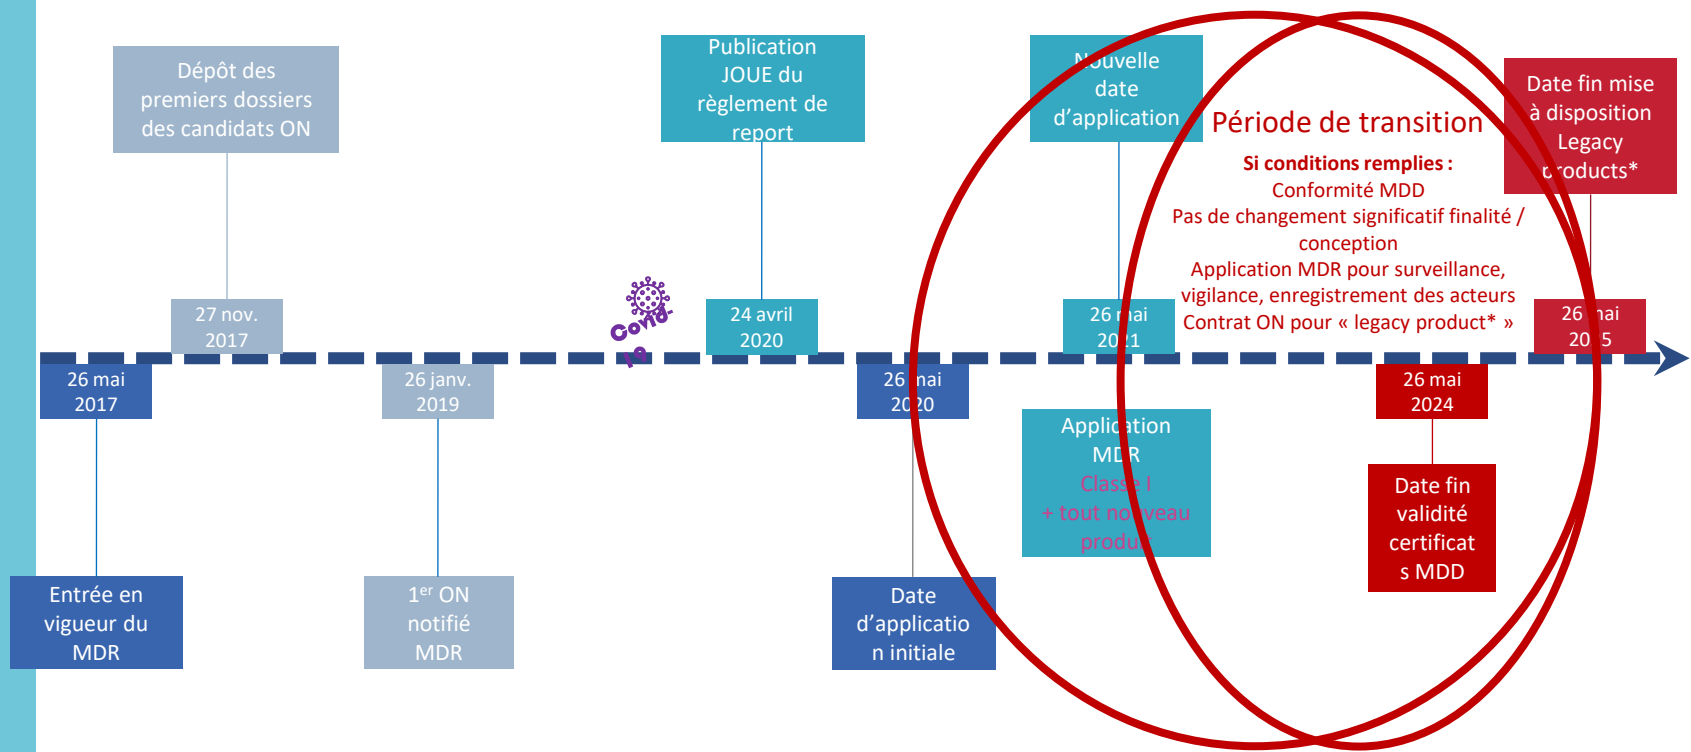 Dépôt des
premiers dossiers
des candidats ON
27 nov.
2017
26 mai
2017
Entrée en
vigueur du
MDR
26 janv.
2019
1er ON
notifié
MDR
Covid-
19
Publication
JOUE du
règlement de
report
24 avril
2020
26 mai
2020
Date
d’applicatio
n initiale
Nouvelle
date
d’application
26 mai
2021
Application
MDR
Classe I
+ tout nouveau
produit
Période de transition
Si conditions remplies :
Conformité MDD
Pas de changement significatif finalité /
conception
Application MDR pour surveillance,
vigilance, enregistrement des acteurs
Contrat ON pour « legacy product* »
26 mai
2024
Date fin
validité
certificat
s MDD
Date fin mise
à disposition
Legacy
products*
26 mai
2025